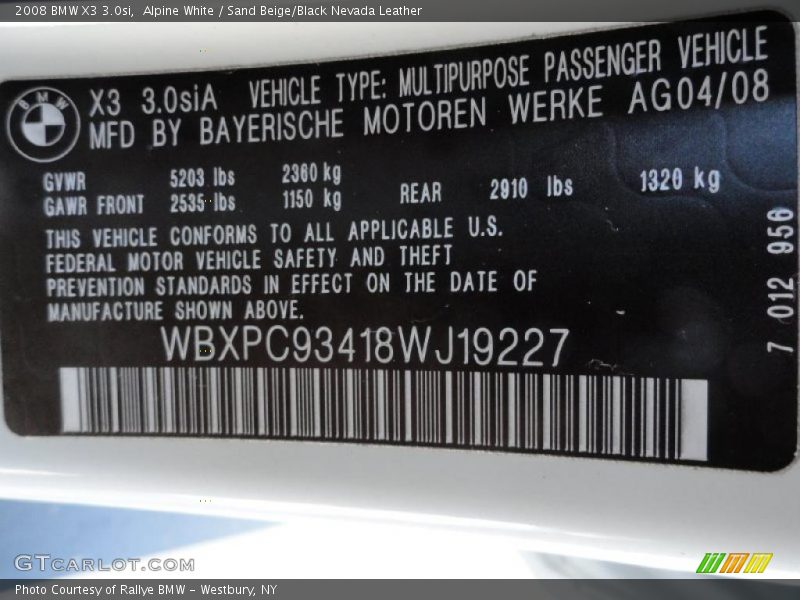 2008 BMW X3 3.0si,  Alpine White / Sand Beige/Black Nevada Leather
BMW
X3 3.0siA VEHICLE TYPE: MULTIPURPOSE PASSENGER VEHICLE
MFD BY BAYERISCHE MOTOREN WERKE AG 04/08
GVWR 5203 lbs 2360 kg
GAWR FRONT 2535 lbs 1150 kg REAR 2910 lbs 1320 kg
THIS VEHICLE CONFORMS TO ALL APPLICABLE U.S.
FEDERAL MOTOR VEHICLE SAFETY AND THEFT
PREVENTION STANDARDS IN EFFECT ON THE DATE OF
MANUFACTURE SHOWN ABOVE.
WBXPC93418WJ19227
7 012 950
GTCARLOT.COM
Photo Courtesy of Rallye BMW - Westbury, NY